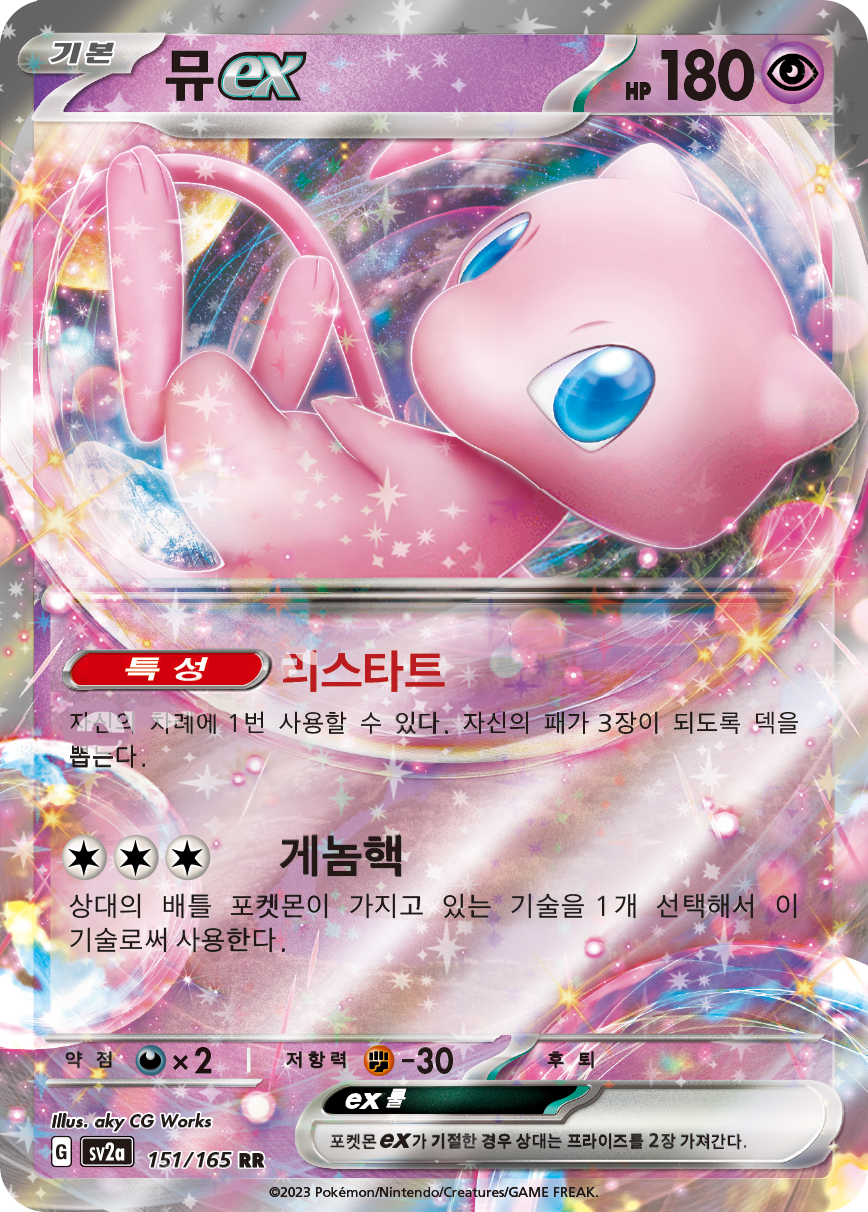 기본
뮤ex
HP 180
특성 리스타트
자신의 차례에 1번 사용할 수 있다. 자신의 패가 3장이 되도록 덱을
뽑는다.
게놈핵
상대의 배틀 포켓몬이 가지고 있는 기술을 1개 선택해서 이
기술로써 사용한다.
약점 ×2 저항력 -30 후퇴
ex룰
포켓몬 ex가 기절한 경우 상대는 프라이즈를 2장 가져간다.
Illus. aky CG Works
G sv2a 151/165 RR
©2023 Pokémon/Nintendo/Creatures/GAME FREAK.